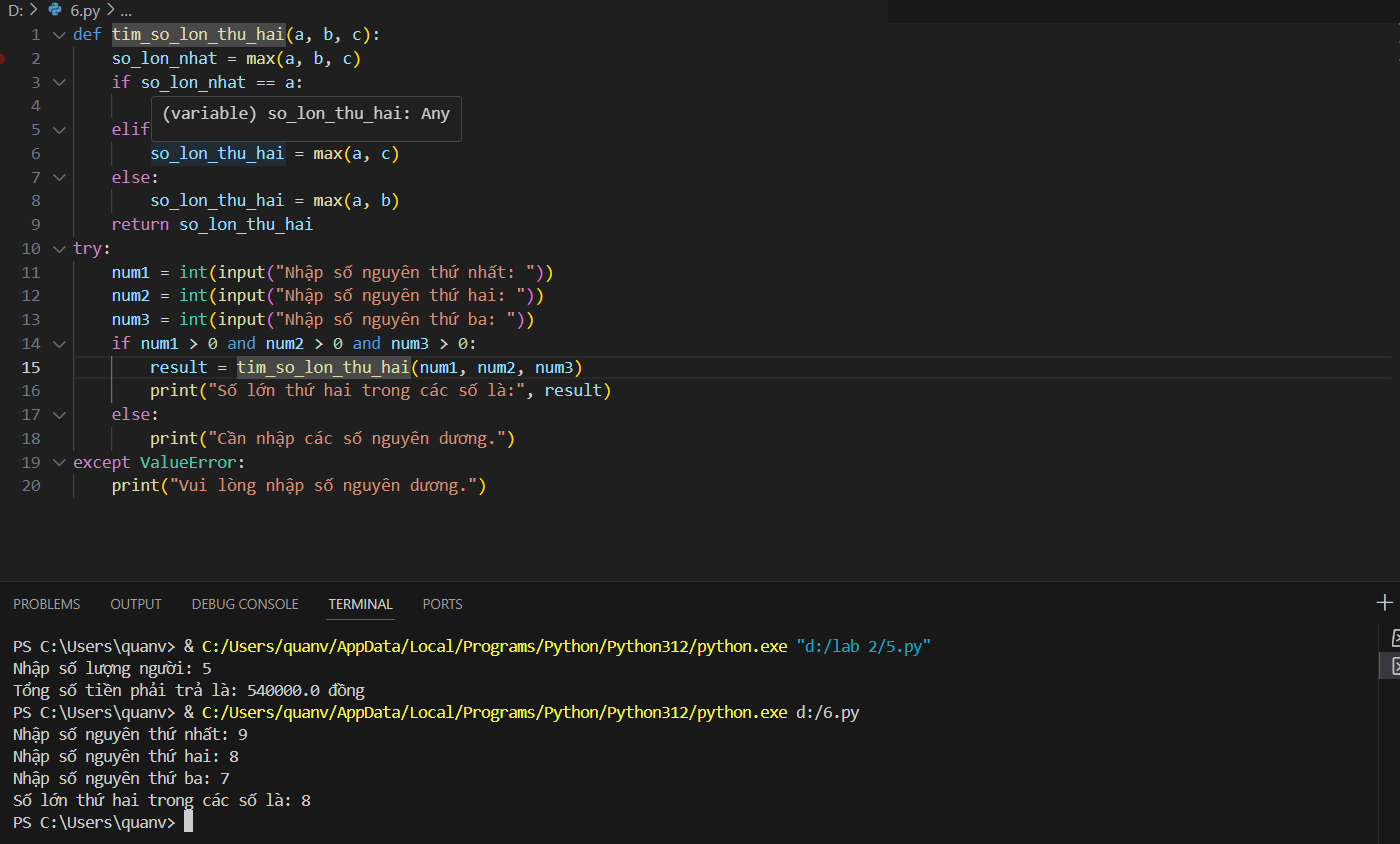 D: > 6.py > ...
1 def tim_so_lon_thu_hai(a, b, c):
2 so_lon_nhat = max(a, b, c)
3 if so_lon_nhat == a:
4
(variable) so_lon_thu_hai: Any
5 elif
6 so_lon_thu_hai = max(a, c)
7 else:
8 so_lon_thu_hai = max(a, b)
9 return so_lon_thu_hai
10 try:
11 num1 = int(input("Nhập số nguyên thứ nhất: "))
12 num2 = int(input("Nhập số nguyên thứ hai: "))
13 num3 = int(input("Nhập số nguyên thứ ba: "))
14 if num1 > 0 and num2 > 0 and num3 > 0:
15 result = tim_so_lon_thu_hai(num1, num2, num3)
16 print("Số lớn thứ hai trong các số là:", result)
17 else:
18 print("Cần nhập các số nguyên dương.")
19 except ValueError:
20 print("Vui lòng nhập số nguyên dương.")
PROBLEMS OUTPUT DEBUG CONSOLE TERMINAL PORTS
PS C:\Users\quanv> & C:/Users/quanv/AppData/Local/Programs/Python/Python312/python.exe "d:/lab 2/5.py"
Nhập số lượng người: 5
Tổng số tiền phải trả là: 540000.0 đồng
PS C:\Users\quanv> & C:/Users/quanv/AppData/Local/Programs/Python/Python312/python.exe d:/6.py
Nhập số nguyên thứ nhất: 9
Nhập số nguyên thứ hai: 8
Nhập số nguyên thứ ba: 7
Số lớn thứ hai trong các số là: 8
PS C:\Users\quanv>